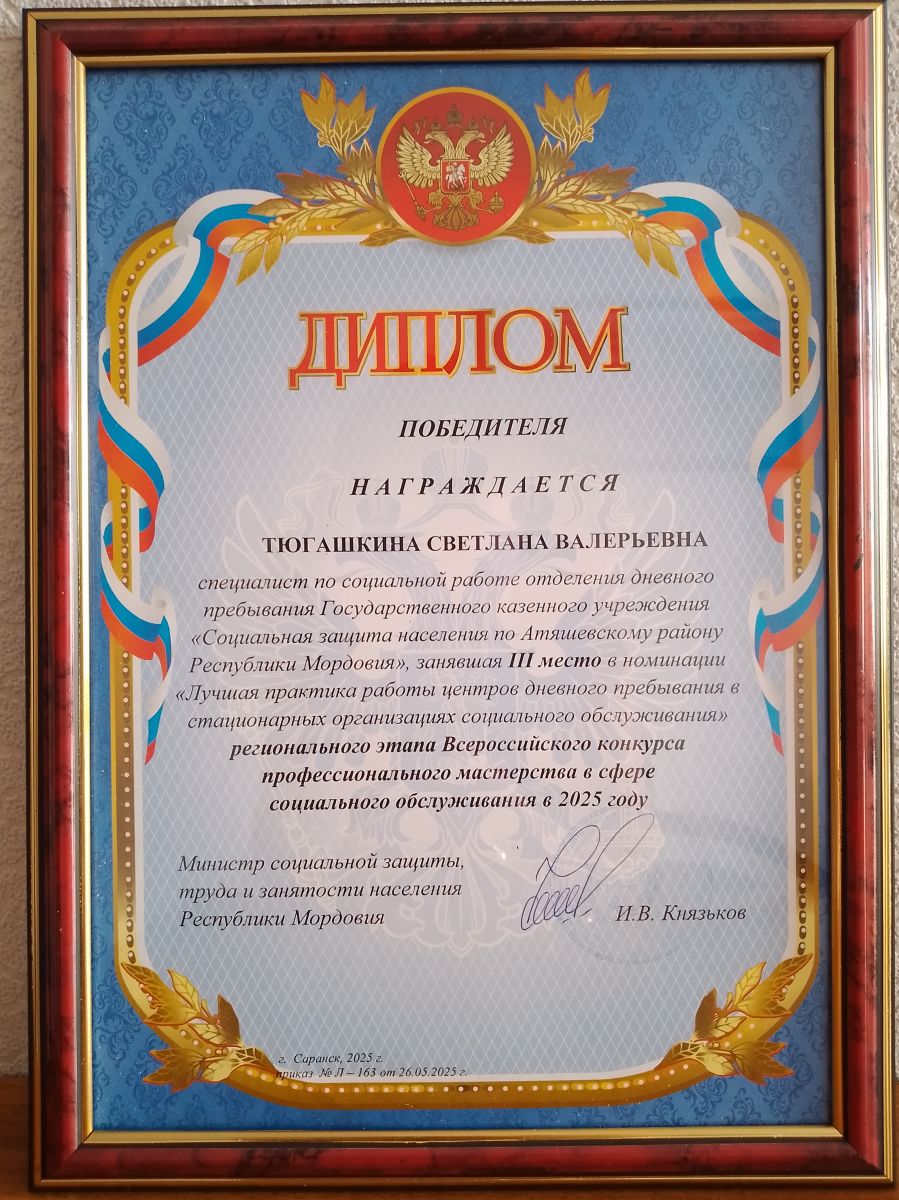 ДИПЛОМ
ПОБЕДИТЕЛЯ
НАГРАЖДАЕТСЯ
ТЮГАШКИНА СВЕТЛАНА ВАЛЕРЬЕВНА
специалист по социальной работе отделения дневного
пребывания Государственного казенного учреждения
«Социальная защита населения по Атяшевскому району
Республики Мордовия», занявшая III место в номинации
«Лучшая практика работы центров дневного пребывания в
стационарных организациях социального обслуживания»
регионального этапа Всероссийского конкурса
профессионального мастерства в сфере
социального обслуживания в 2025 году
Министр социальной защиты,
труда и занятости населения
Республики Мордовия
И.В. Князьков
г. Саранск, 2025 г.
приказ № Л – 163 от 26.05.2025 г.